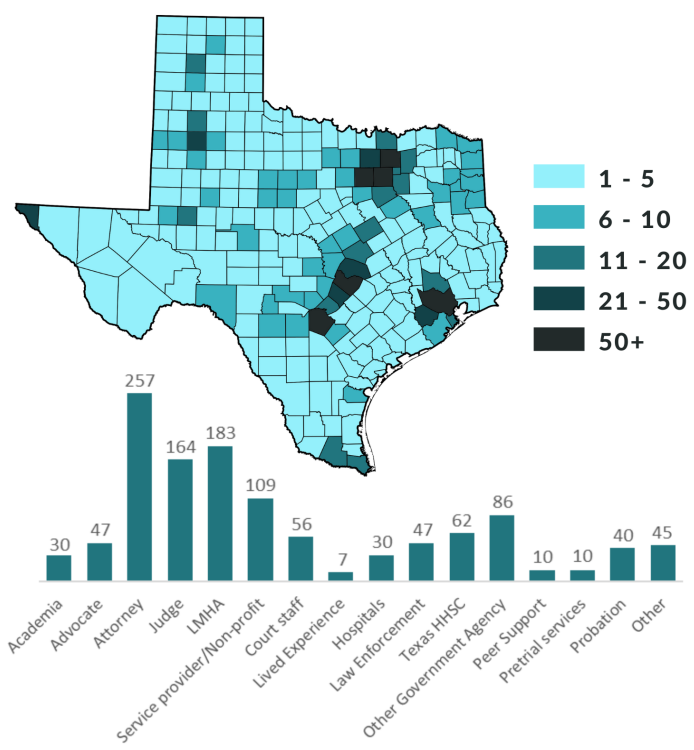 1 - 5
6 - 10
11 - 20
21 - 50
50+
257
164
183
109
86
62
56
47
47
45
40
30
30
10
10
7
Academia
Advocate
Attorney
Judge
LMHA
Service provider/Non-profit
Court staff
Lived Experience
Hospitals
Law Enforcement
Texas HHSC
Other Government Agency
Peer Support
Pretrial services
Probation
Other